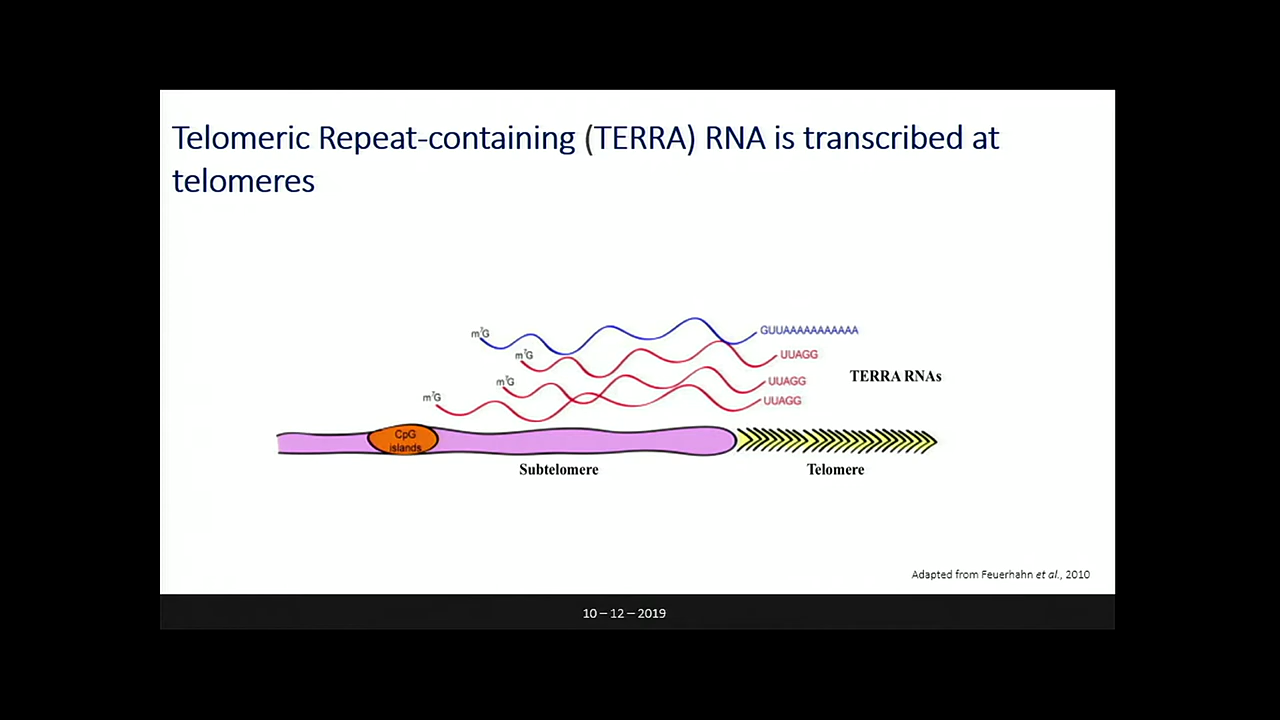 Telomeric Repeat-containing (TERRA) RNA is transcribed at
telomeres
m⁷G
GUUAAAAAAAAAAA
m⁷G
UUAGG
m⁷G
UUAGG
TERRA RNAs
m⁷G
UUAGG
CpG
islands
Subtelomere
Telomere
Adapted from Feuerhahn et al., 2010
10 – 12 – 2019